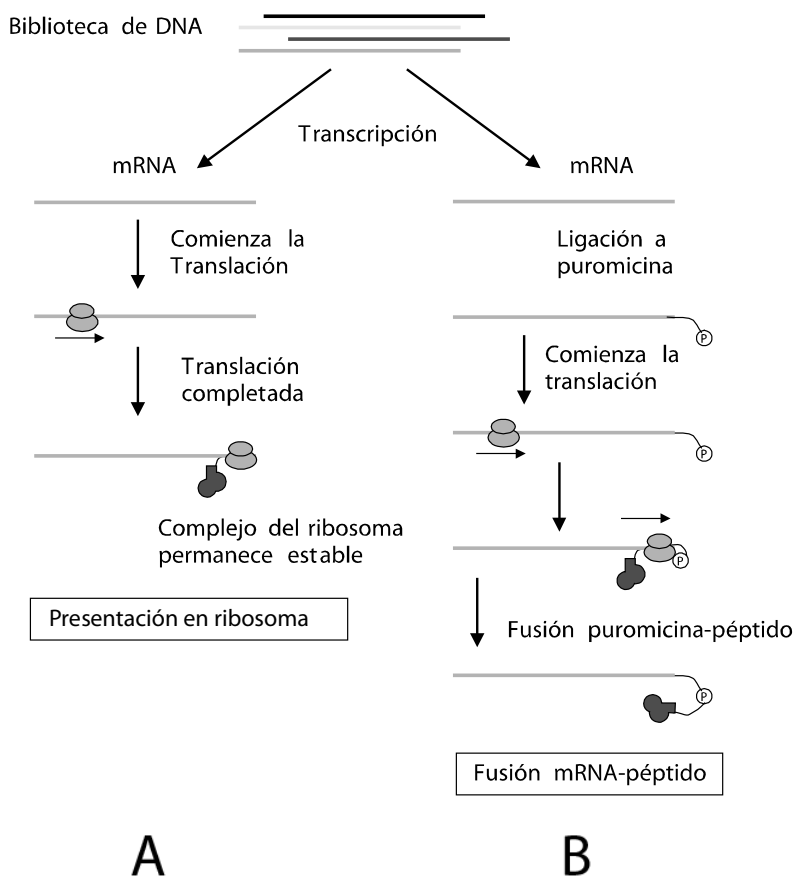 Biblioteca de DNA
Transcripción
mRNA
Comienza la
Translación
Translación
completada
Complejo del ribosoma
permanece estable
Presentación en ribosoma
A
mRNA
Ligación a
puromicina
P
Comienza la
translación
P
P
Fusión puromicina-péptido
P
Fusión mRNA-péptido
B